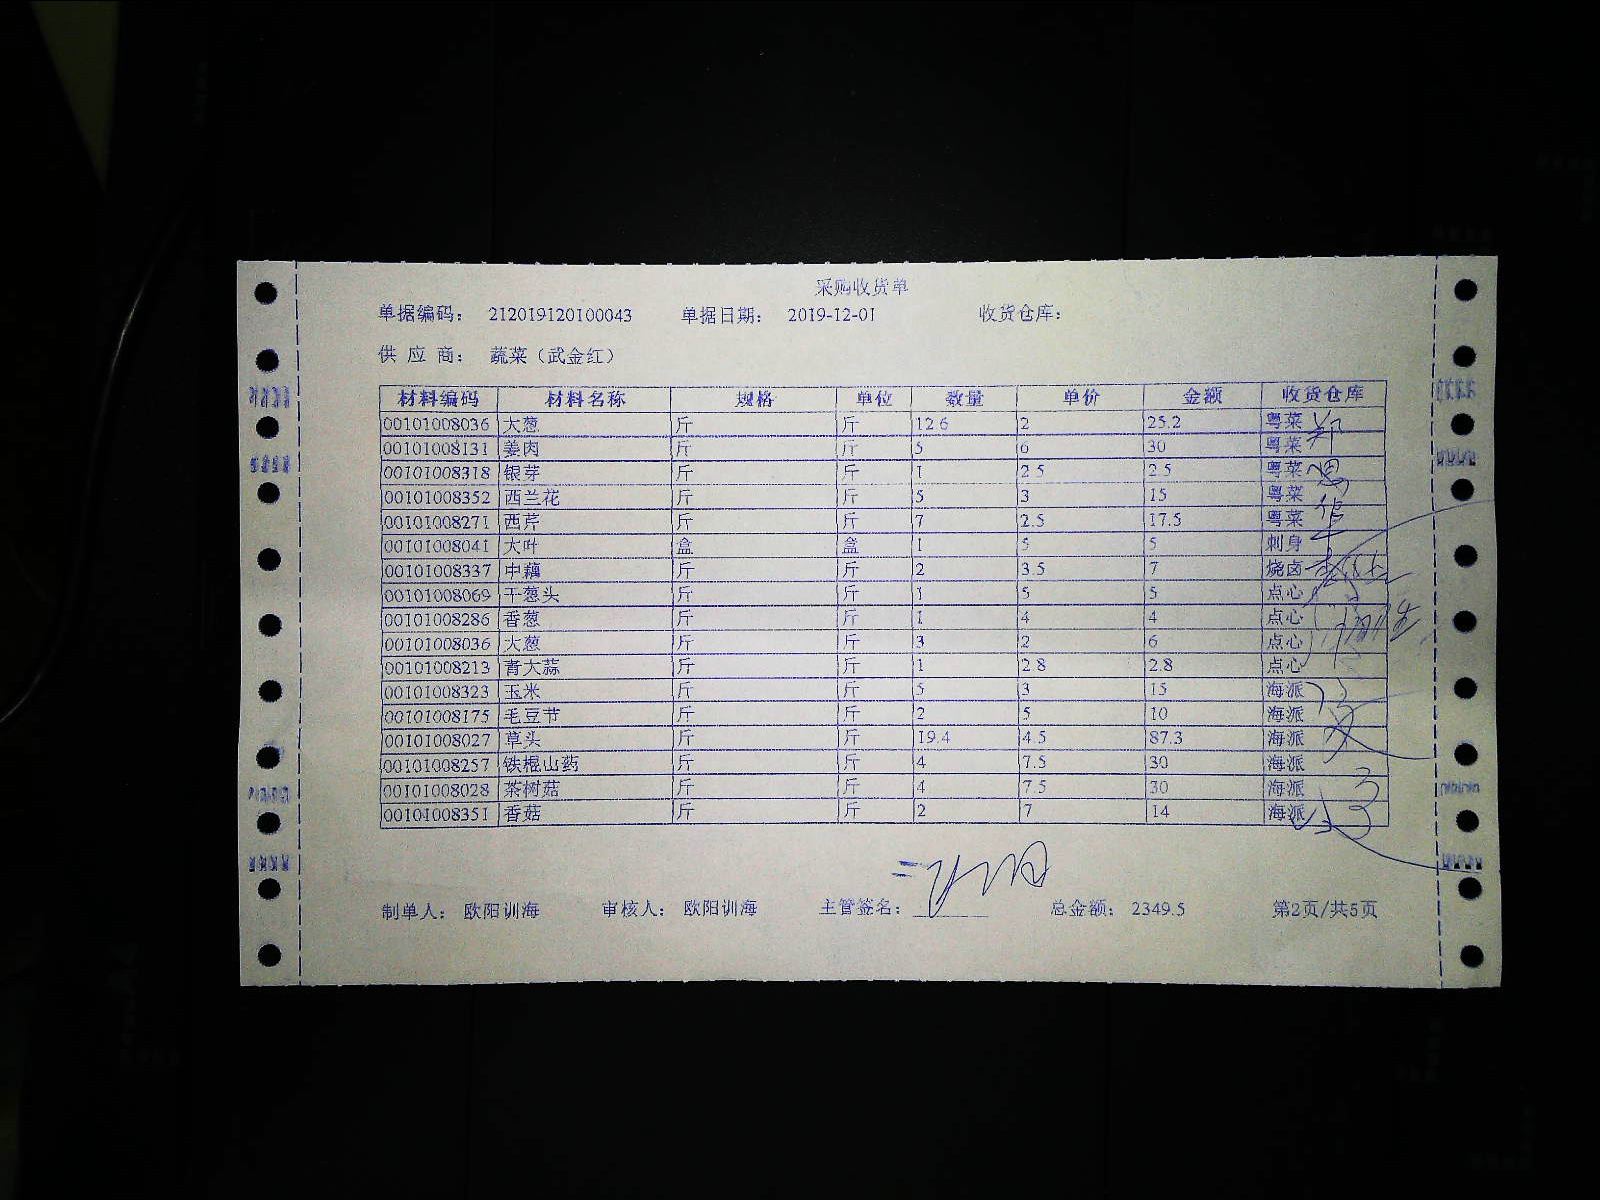 采购收货单
单据编码： 212019120100043 单据日期： 2019-12-01 收货仓库：
供 应 商： 蔬菜（武金红）
材料编码 材料名称 规格 单位 数量 单价 金额 收货仓库
00101008036 大葱 斤 斤 12.6 2 25.2 粤菜
00101008131 姜肉 斤 斤 5 6 30 粤菜
00101008318 银芽 斤 斤 1 2.5 2.5 粤菜
00101008352 西兰花 斤 斤 5 3 15 粤菜
00101008271 西芹 斤 斤 7 2.5 17.5 粤菜
00101008041 大叶 盒 盒 1 5 5 刺身
00101008337 中藕 斤 斤 2 3.5 7 烧卤
00101008069 干葱头 斤 斤 1 5 5 点心
00101008286 香葱 斤 斤 1 4 4 点心
00101008036 大葱 斤 斤 3 2 6 点心
00101008213 青大蒜 斤 斤 1 2.8 2.8 点心
00101008323 玉米 斤 斤 5 3 15 海派
00101008175 毛豆节 斤 斤 2 5 10 海派
00101008027 草头 斤 斤 19.4 4.5 87.3 海派
00101008257 铁棍山药 斤 斤 4 7.5 30 海派
00101008028 茶树菇 斤 斤 4 7.5 30 海派
00101008351 香菇 斤 斤 2 7 14 海派
制单人： 欧阳训海 审核人： 欧阳训海 主管签名： 总金额： 2349.5 第2页/共5页